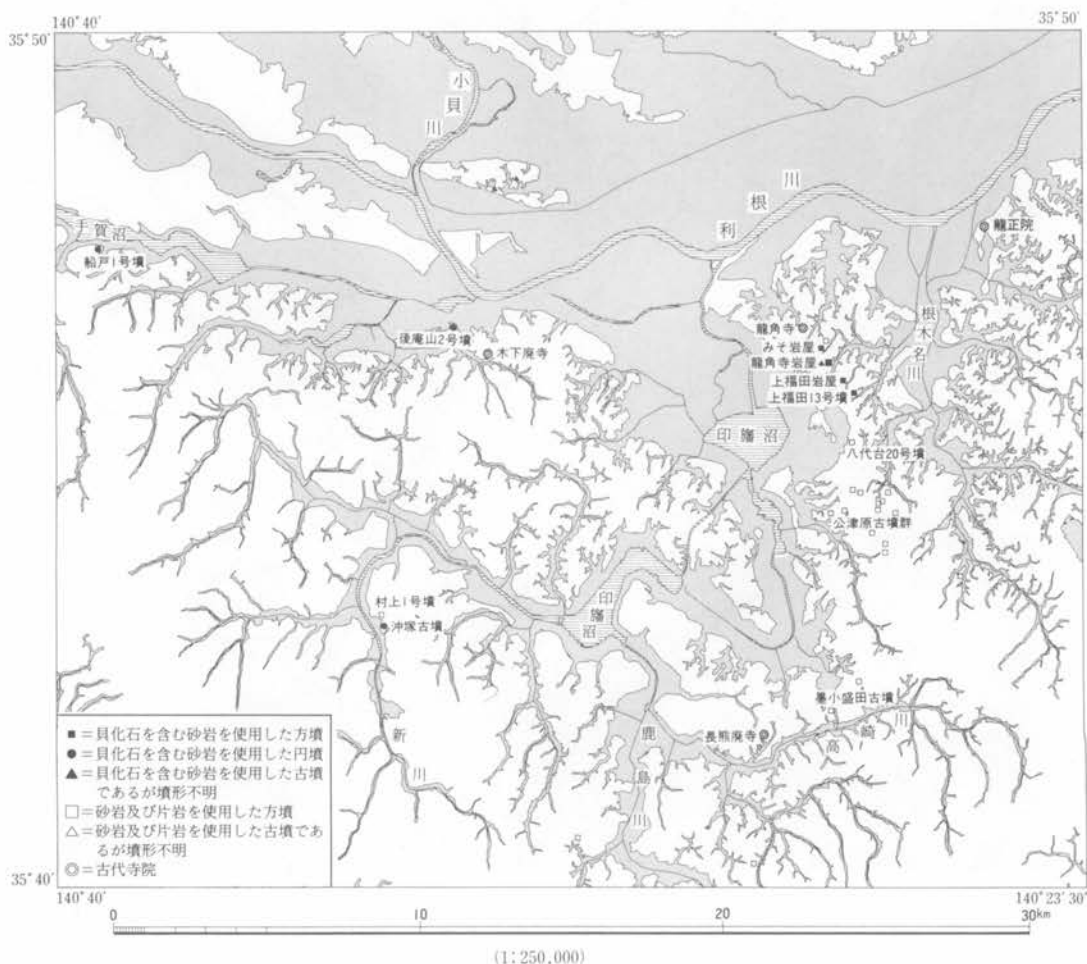 140°40′
35°50′
35°50′
小貝川
利根川
手賀沼
船戸1号墳
龍正院
根木名川
後庵山2号墳
木下廃寺
龍角寺
みそ岩屋
龍角寺岩屋
上福田岩屋
上福田13号墳
印旛沼
八代台20号墳
公津原古墳群
村上1号墳
沖塚古墳
印旛沼
墨小盛田古墳
長熊廃寺
高崎川
鹿島川
新川
■=貝化石を含む砂岩を使用した方墳
●=貝化石を含む砂岩を使用した円墳
▲=貝化石を含む砂岩を使用した古墳
であるが墳形不明
□=砂岩及び片岩を使用した方墳
△=砂岩及び片岩を使用した古墳であ
るが墳形不明
◎=古代寺院
35°40′
140°40′
140°23′30″
0 10 20 30km
(1:250,000)